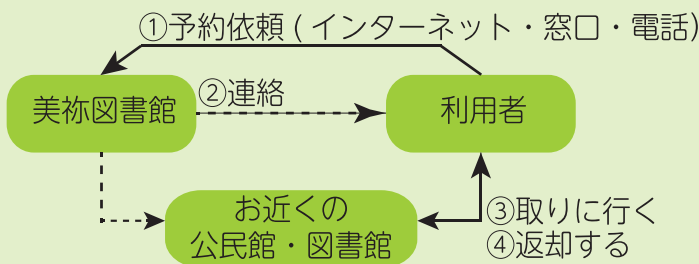 ①予約依頼(インターネット・窓口・電話)
美祢図書館
②連絡
利用者
お近くの
公民館・図書館
③取りに行く
④返却する